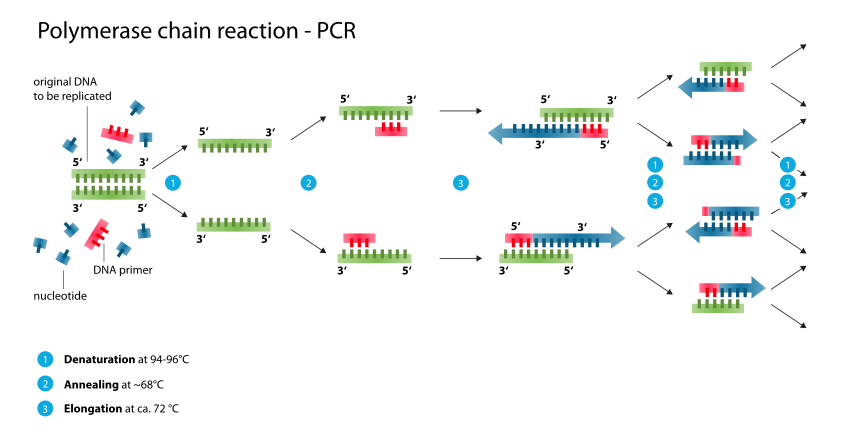 Polymerase chain reaction - PCR
original DNA
to be replicated
5‘ 3‘
3‘ 5‘
DNA primer
nucleotide
1
5‘ 3‘
3‘ 5‘
2
5‘ 3‘
3‘ 5‘
3
5‘ 3‘
3‘ 5‘
5‘ 3‘
3‘ 5‘
1
2
3
1
2
3
1 Denaturation at 94-96°C
2 Annealing at ~68°C
3 Elongation at ca. 72 °C